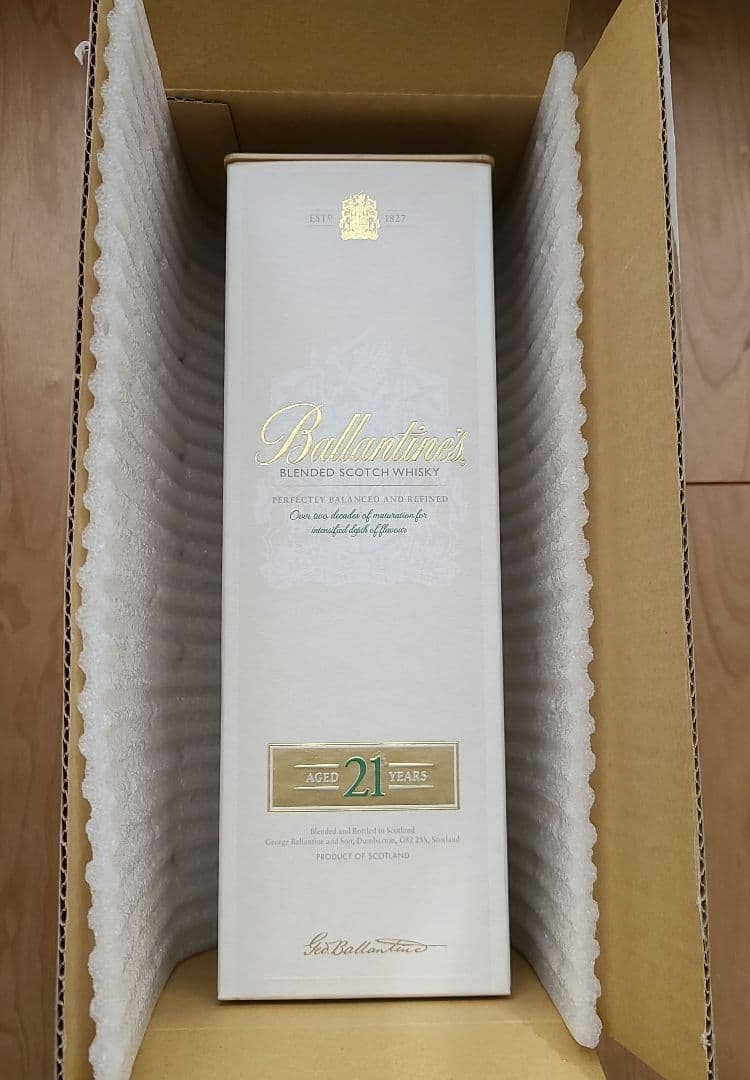 ESTD 1827
Ballantine's
BLENDED SCOTCH WHISKY
PERFECTLY BALANCED AND REFINED
Over two decades of maturation for
intensified depth of flavour
AGED 21 YEARS
Blended and Bottled in Scotland
George Ballantine and Son, Dumbarton, G82 2SS, Scotland
PRODUCT OF SCOTLAND
Geo. Ballantine